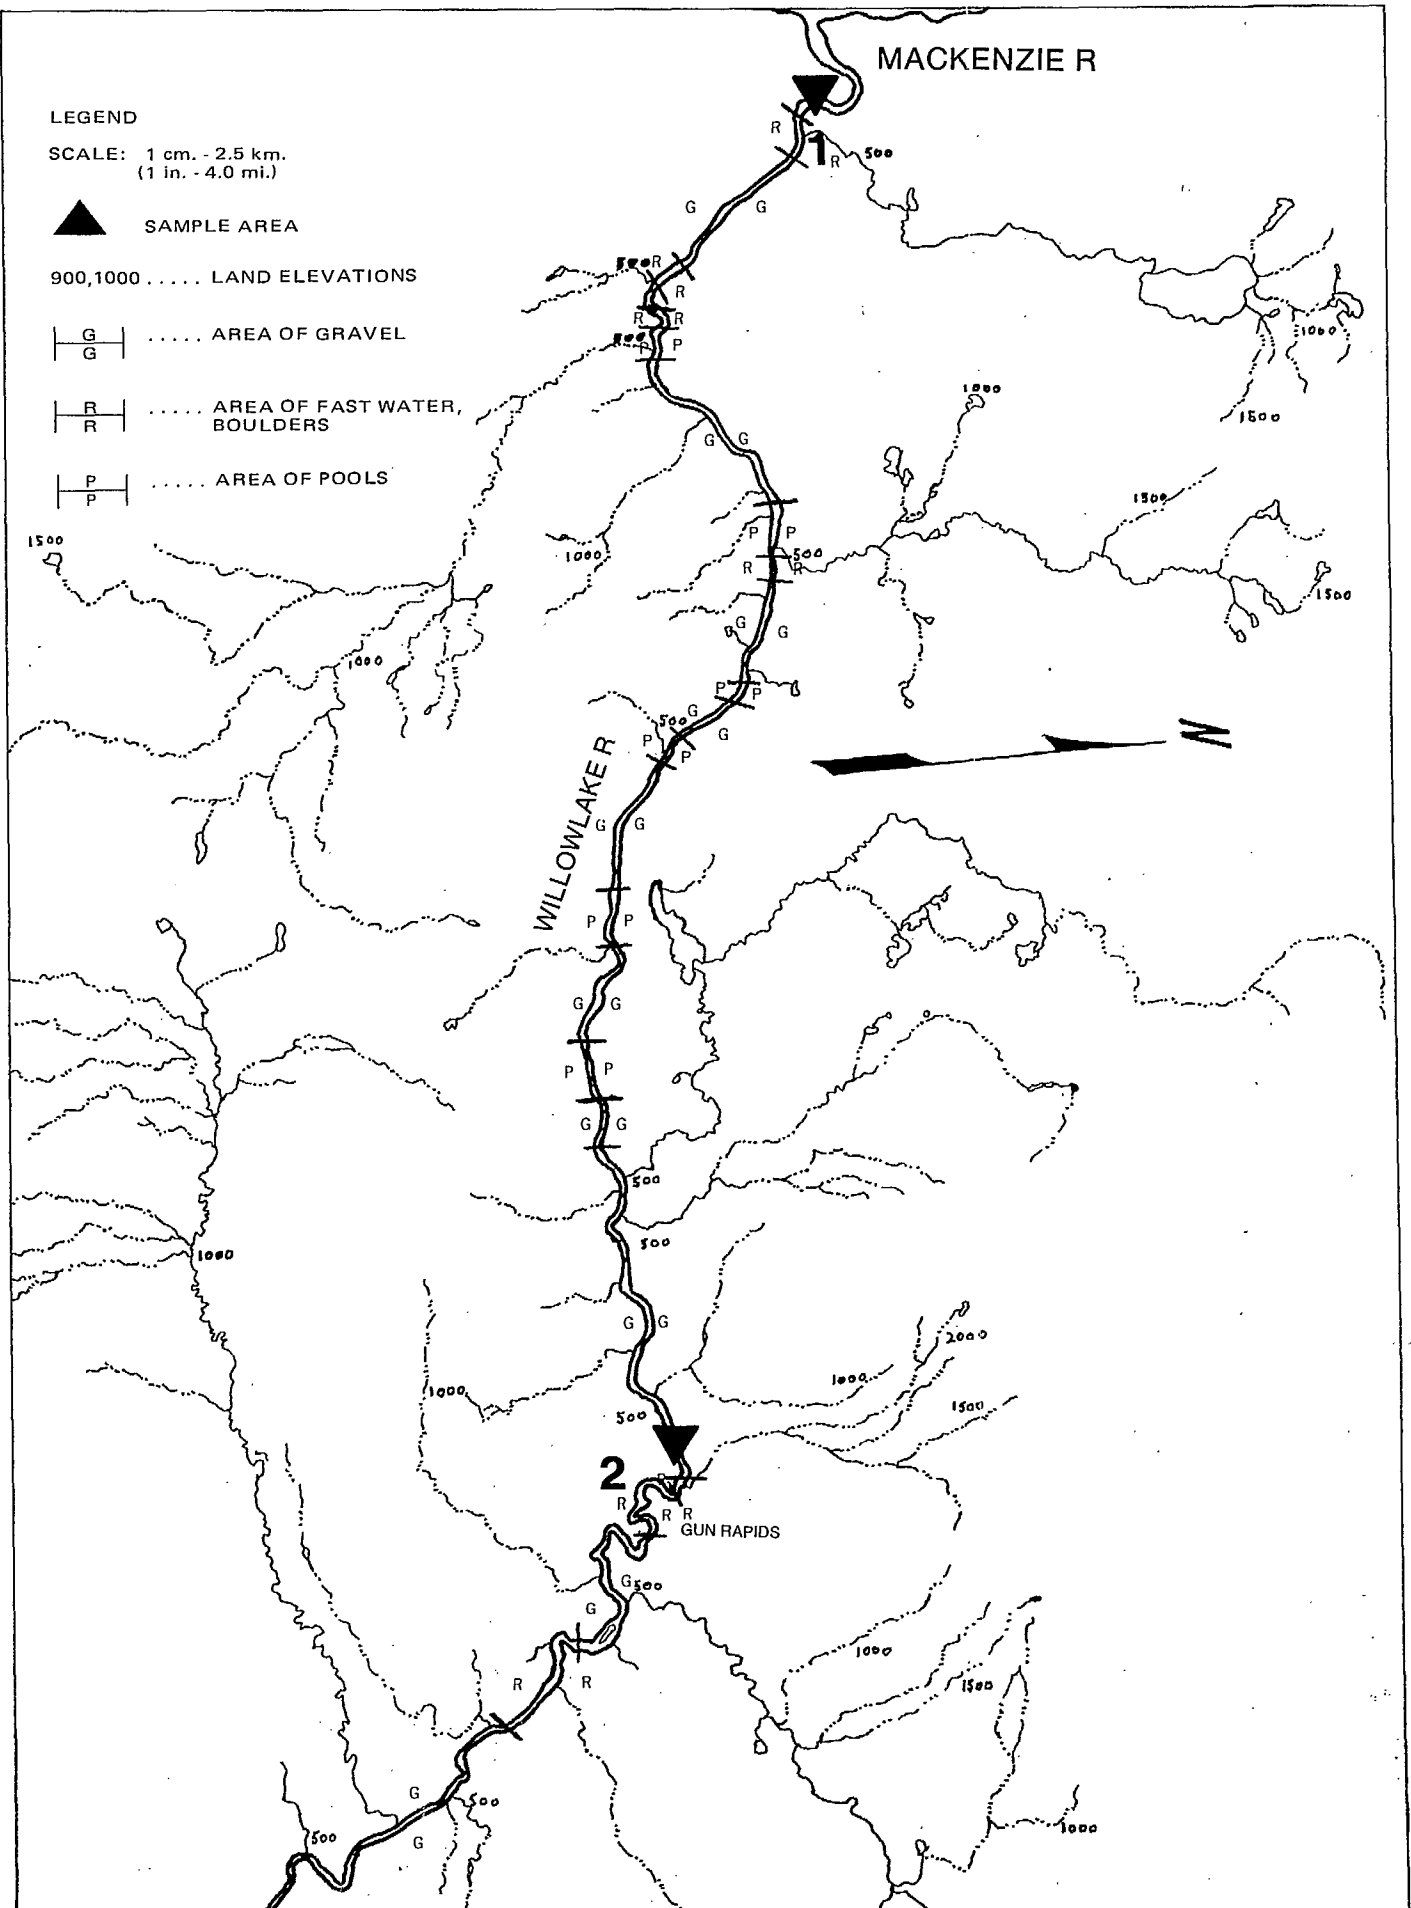 MACKENZIE R
LEGEND
SCALE: 1 cm. - 2.5 km.
(1 in. - 4.0 mi.)
SAMPLE AREA
900,1000 ..... LAND ELEVATIONS
G
G
..... AREA OF GRAVEL
R
R
..... AREA OF FAST WATER,
BOULDERS
P
P
..... AREA OF POOLS
R
1
R
500
G
G
500
R
R
R
R
1000
500
P
P
1500
1000
G
G
1500
1500
1000
P
P
500
R
R
1500
G
G
1000
P
P
G
500
G
P
P
N
WILLOWLAKE R
G
G
P
P
G
G
P
P
G
G
500
500
1000
G
G
2000
1000
1000
1500
500
2
R
R
R
R
GUN RAPIDS
G
500
G
1000
R
R
1500
G
500
G
500
1000